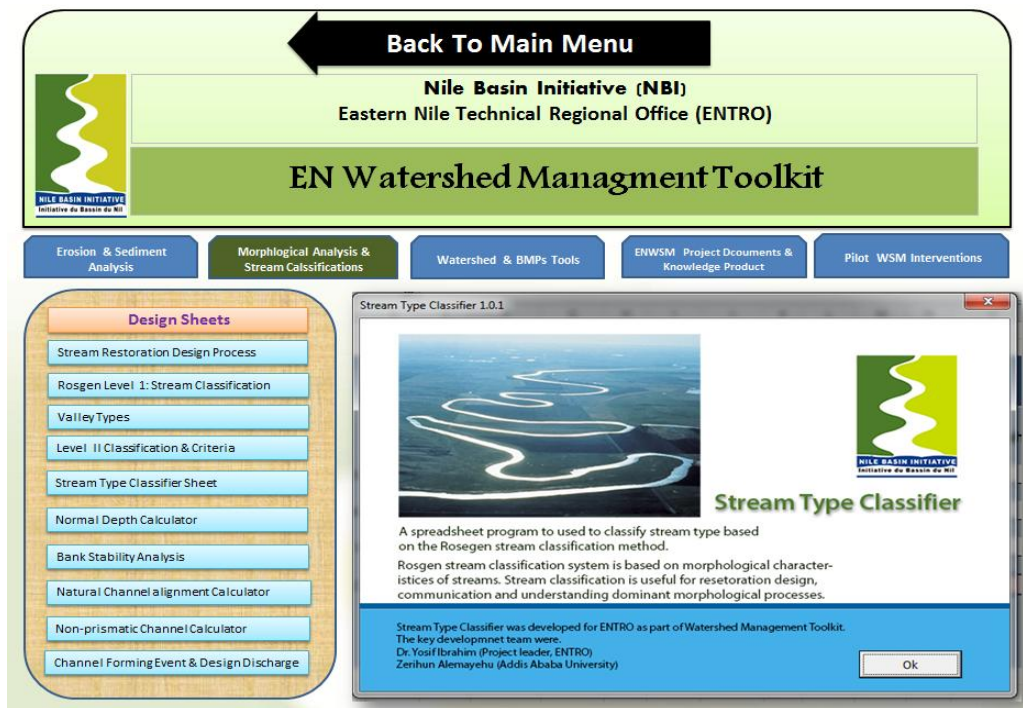 Back To Main Menu
Nile Basin Initiative (NBI)
Eastern Nile Technical Regional Office (ENTRO)
NILE BASIN INITIATIVE
Initiative du Bassin du Nil
EN Watershed Managment Toolkit
Erosion & Sediment
Analysis
Morphlogical Analysis &
Stream Calssifications
Watershed & BMPs Tools
ENWSM Project Dcouments &
Knowledge Product
Pilot WSM Interventions
Design Sheets
Stream Restoration Design Process
Rosgen Level 1: Stream Classification
Valley Types
Level II Classification & Criteria
Stream Type Classifier Sheet
Normal Depth Calculator
Bank Stability Analysis
Natural Channel alignment Calculator
Non-prismatic Channel Calculator
Channel Forming Event & Design Discharge
Stream Type Classifier 1.0.1
NILE BASIN INITIATIVE
Initiative du Bassin du Nil
Stream Type Classifier
A spreadsheet program to used to classify stream type based
on the Rosegen stream classification method.
Rosgen stream classification system is based on morphological character-
istices of streams. Stream classification is useful for resetoration design,
communication and understanding dominant morphological processes.
Stream Type Classifier was developed for ENTRO as part of Watershed Management Toolkit.
The key developmnet team were.
Dr. Yosif Ibrahim (Project leader, ENTRO)
Zerihun Alemayehu (Addis Ababa University)
Ok